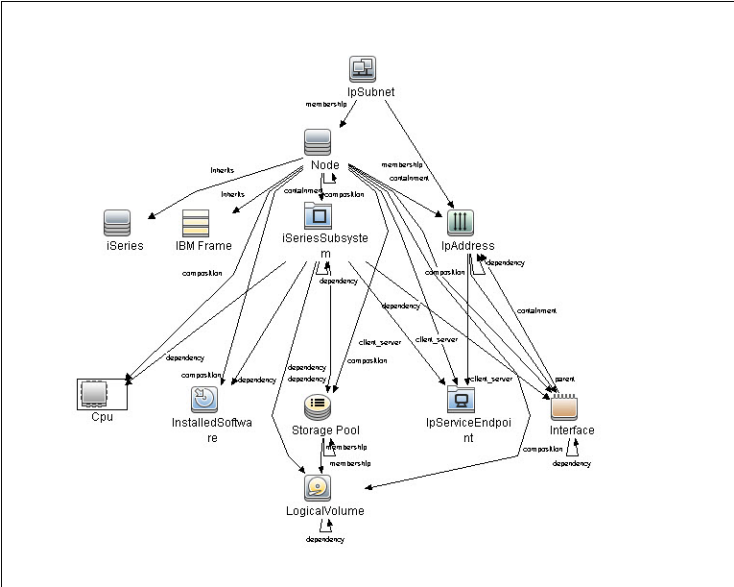 IpSubnet
membership
Node
membership
Inherits
containment
Inherits
containment
composition
iSeries
IBM Frame
iSeriesSubsyste
m
IpAddress
dependency
composition
composition
dependency
containment
dependency
client_server
client_server
dependency
composition
dependency
parent
composition
dependency
dependency
client_server
Cpu
InstalledSoftwa
re
Storage Pool
IpServiceEndpoi
nt
Interface
membership
composition
membership
dependency
LogicalVolume
dependency